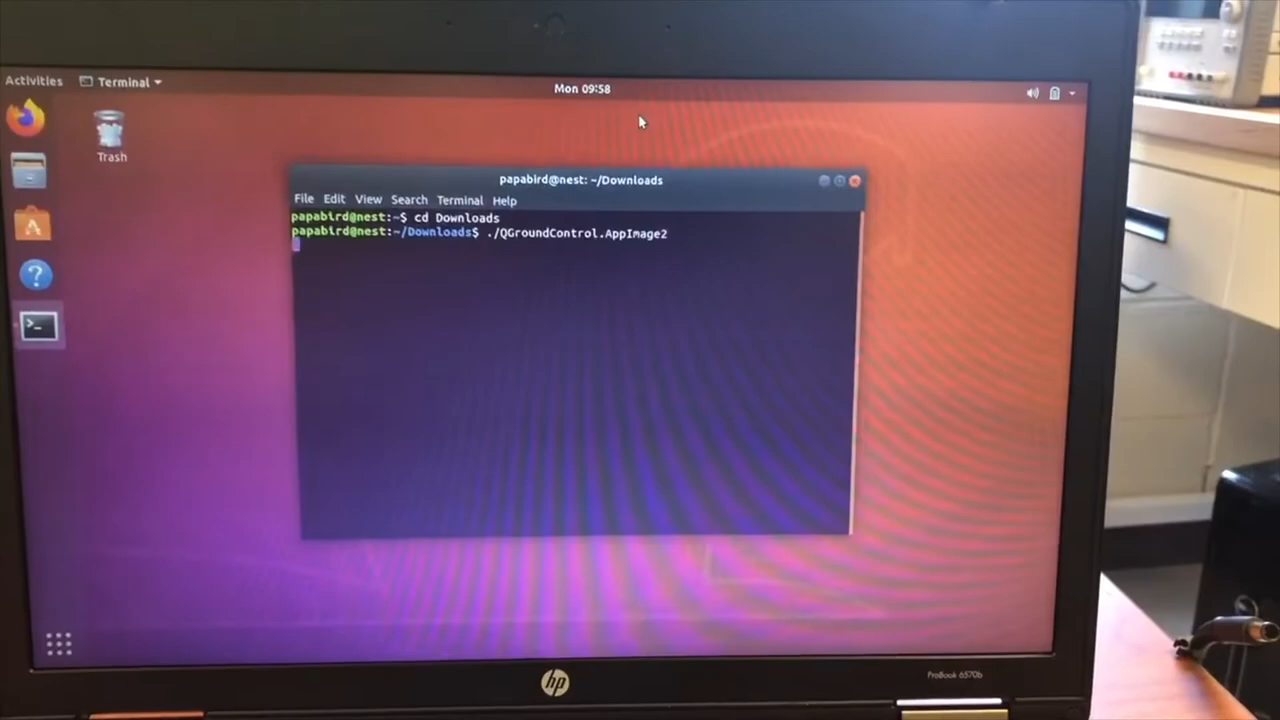 Activities Terminal Mon 09:58
Trash
papabird@nest: ~/Downloads
File Edit View Search Terminal Help
papabird@nest:~$ cd Downloads
papabird@nest:~/Downloads$ ./QGroundControl.AppImage2
hp
ProBook 6570b